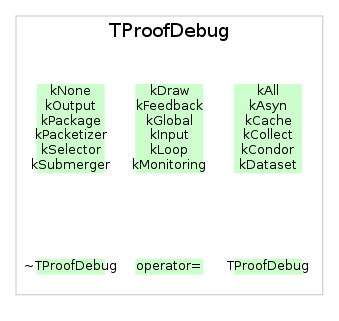 TProofDebug
kNone kDraw kAll
kOutput kFeedback kAsyn
kPackage kGlobal kCache
kPacketizer kInput kCollect
kSelector kLoop kCondor
kSubmerger kMonitoring kDataset
~TProofDebug operator= TProofDebug